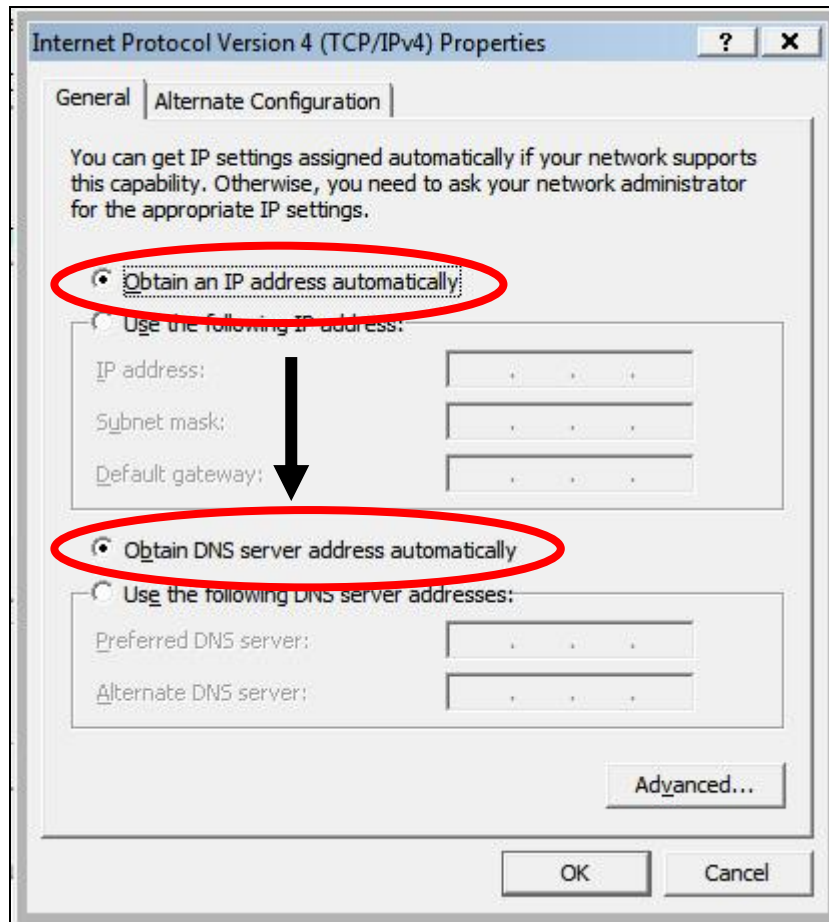 Internet Protocol Version 4 (TCP/IPv4) Properties
General
Alternate Configuration
You can get IP settings assigned automatically if your network supports
this capability. Otherwise, you need to ask your network administrator
for the appropriate IP settings.
Obtain an IP address automatically
Use the following IP address:
IP address:
Subnet mask:
Default gateway:
Obtain DNS server address automatically
Use the following DNS server addresses:
Preferred DNS server:
Alternate DNS server:
Advanced...
OK
Cancel